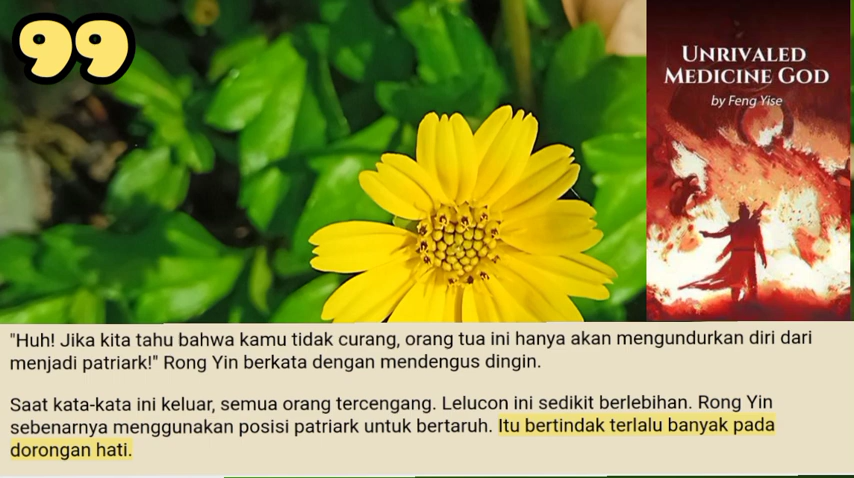 99
UNRIVALED
MEDICINE GOD
by Feng Yise
"Huh! Jika kita tahu bahwa kamu tidak curang, orang tua ini hanya akan mengundurkan diri dari
menjadi patriark!" Rong Yin berkata dengan mendengus dingin.
Saat kata-kata ini keluar, semua orang tercengang. Lelucon ini sedikit berlebihan. Rong Yin
sebenarnya menggunakan posisi patriark untuk bertaruh. Itu bertindak terlalu banyak pada
dorongan hati.